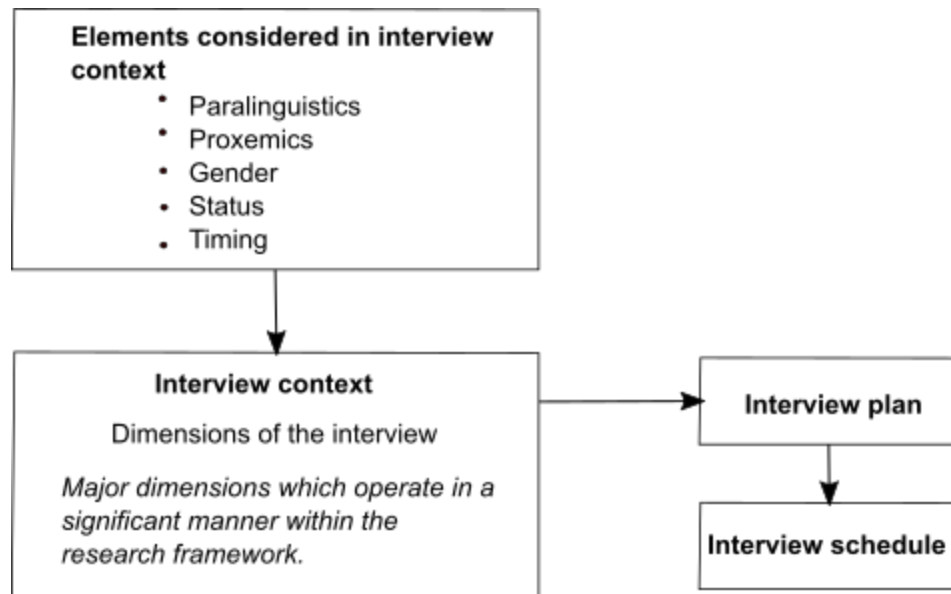 Elements considered in interview
context
• Paralinguistics
• Proxemics
• Gender
• Status
• Timing
Interview context
Dimensions of the interview
Major dimensions which operate in a
significant manner within the
research framework.
Interview plan
Interview schedule